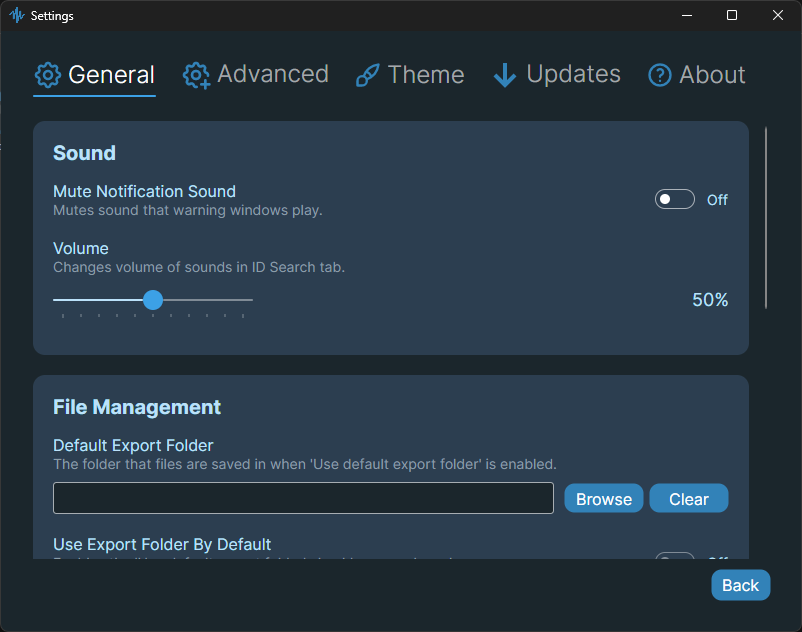 Settings
General
Advanced
Theme
Updates
About
Sound
Mute Notification Sound
Off
Mutes sound that warning windows play.
Volume
Changes volume of sounds in ID Search tab.
50%
File Management
Default Export Folder
The folder that files are saved in when 'Use default export folder' is enabled.
Browse
Clear
Use Export Folder By Default
Back